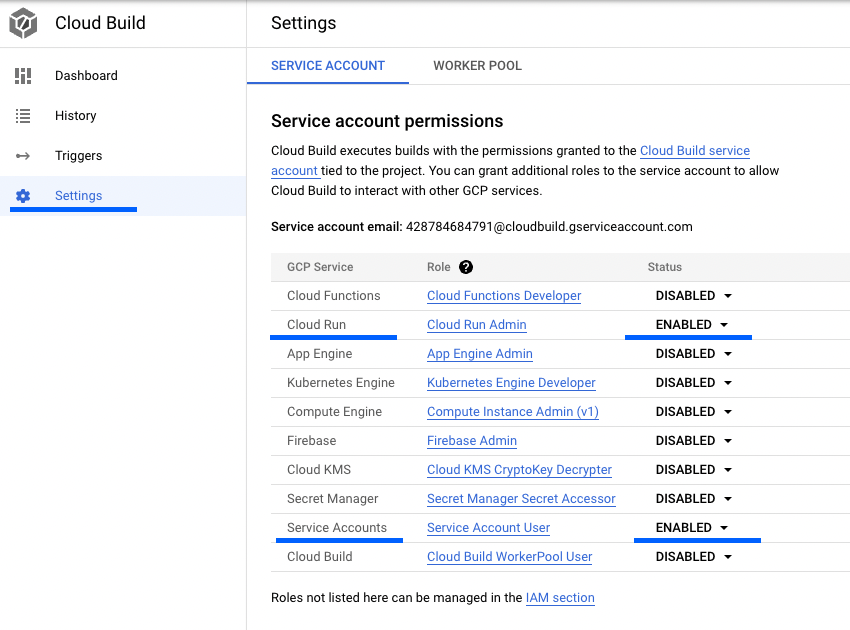 Cloud Build
Settings
Dashboard
History
Triggers
Settings
SERVICE ACCOUNT WORKER POOL
Service account permissions
Cloud Build executes builds with the permissions granted to the Cloud Build service
account tied to the project. You can grant additional roles to the service account to allow
Cloud Build to interact with other GCP services.
Service account email: 428784684791@cloudbuild.gserviceaccount.com
GCP Service Role ? Status
Cloud Functions Cloud Functions Developer DISABLED
Cloud Run Cloud Run Admin ENABLED
App Engine App Engine Admin DISABLED
Kubernetes Engine Kubernetes Engine Developer DISABLED
Compute Engine Compute Instance Admin (v1) DISABLED
Firebase Firebase Admin DISABLED
Cloud KMS Cloud KMS CryptoKey Decrypter DISABLED
Secret Manager Secret Manager Secret Accessor DISABLED
Service Accounts Service Account User ENABLED
Cloud Build Cloud Build WorkerPool User DISABLED
Roles not listed here can be managed in the IAM section